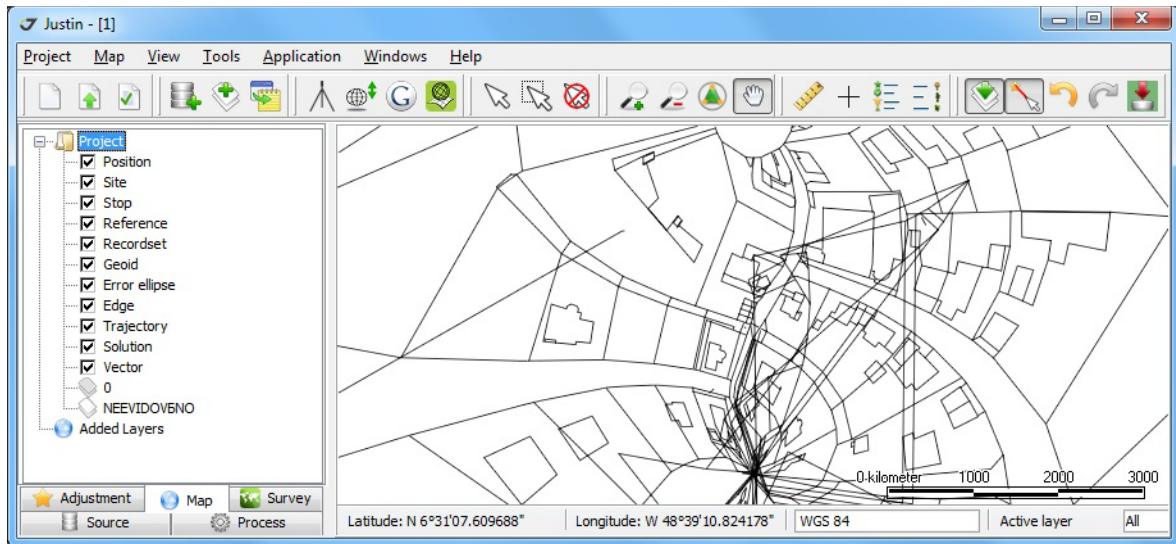 Justin - [1]
Project Map View Tools Application Windows Help
Project
Position
Site
Stop
Reference
Recordset
Geoid
Error ellipse
Edge
Trajectory
Solution
Vector
0
NEEVIDOVБNO
Added Layers
Adjustment Map Survey
Source Process
0 kilometer 1000 2000 3000
Latitude: N 6°31'07.609688" Longitude: W 48°39'10.824178" WGS 84 Active layer All